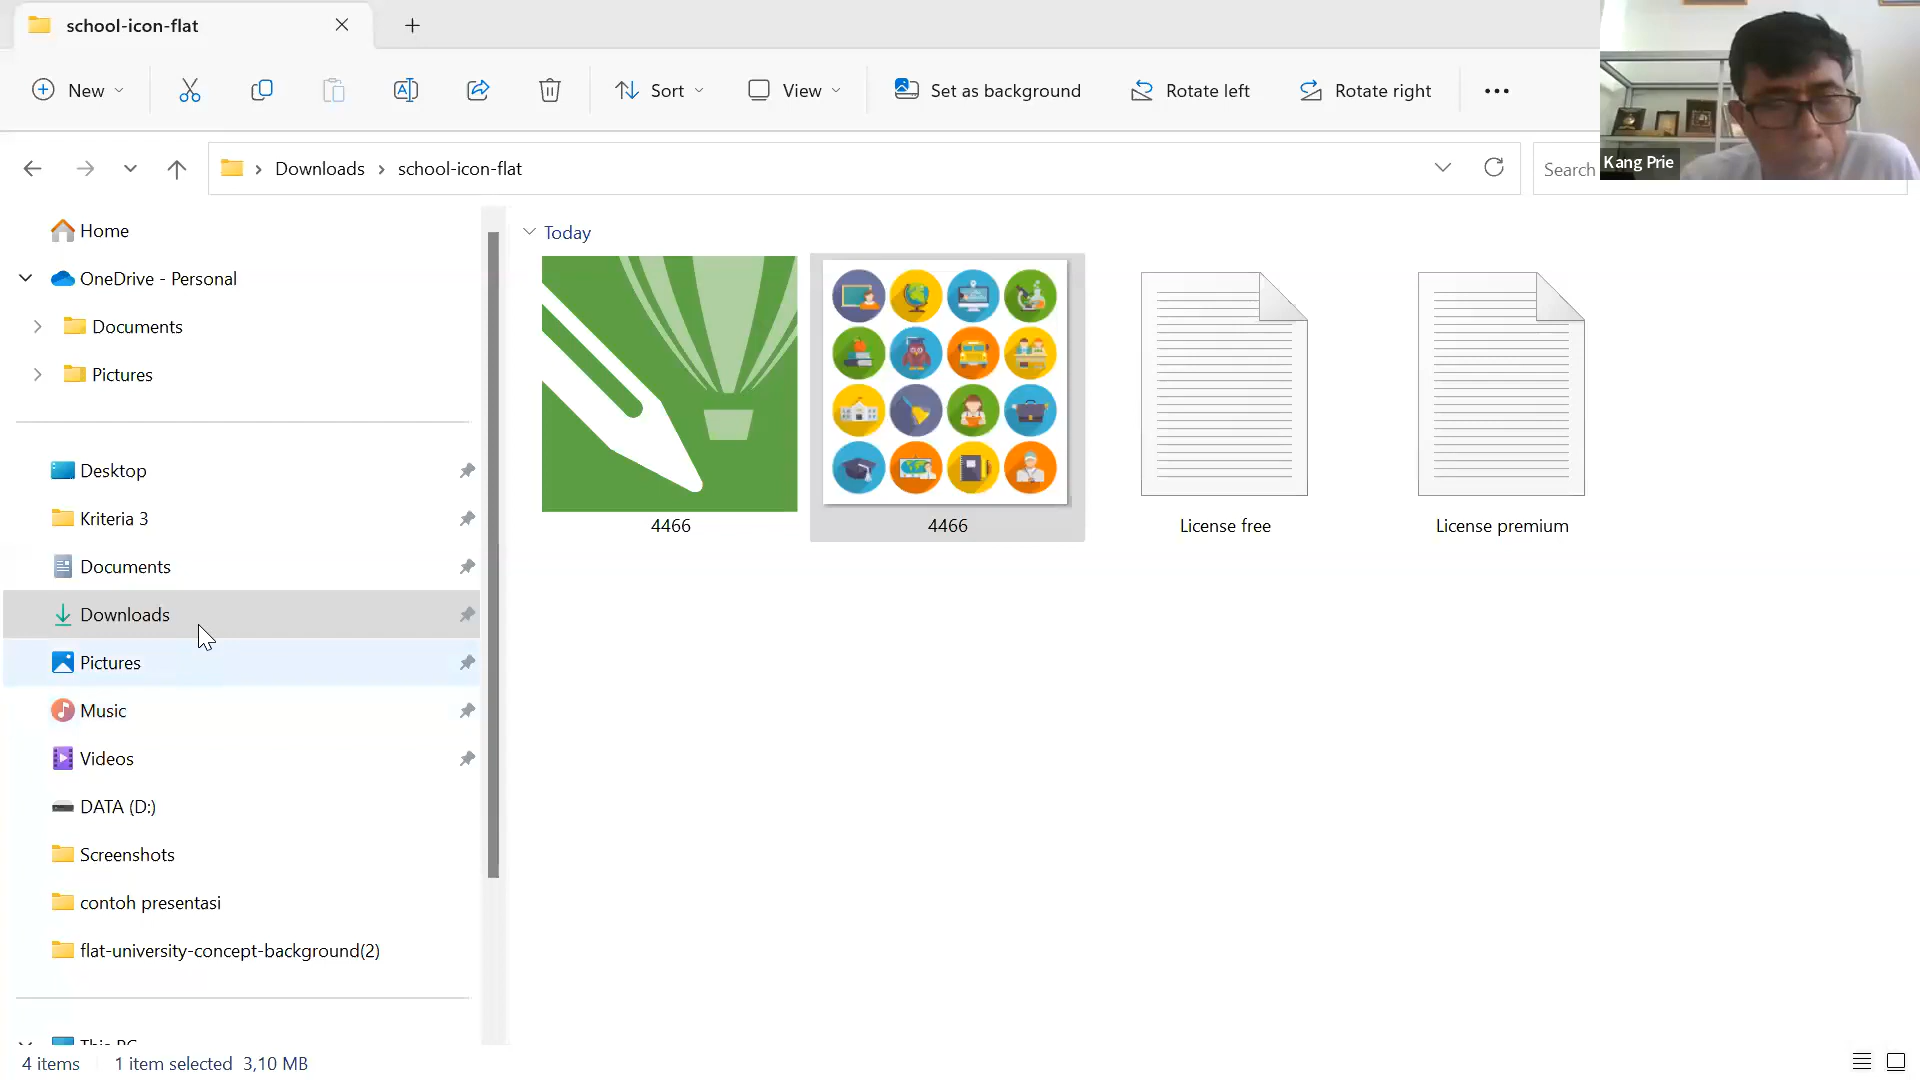 school-icon-flat
New
Sort
View
Set as background
Rotate left
Rotate right
Kang Prie
Downloads
school-icon-flat
Search
Home
OneDrive - Personal
Documents
Pictures
Desktop
Kriteria 3
Documents
Downloads
Pictures
Music
Videos
DATA (D:)
Screenshots
contoh presentasi
flat-university-concept-background(2)
This PC
Today
4466
4466
License free
License premium
4 items
1 item selected 3,10 MB